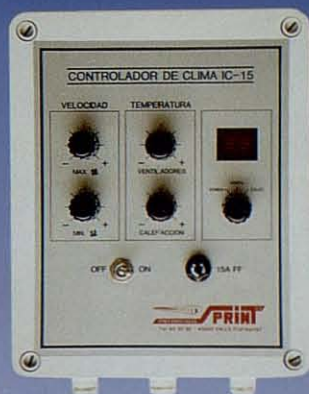 CONTROLADOR DE CLIMA IC-15
VELOCIDAD TEMPERATURA
- +
MAX.
- +
VENTILADORES
- +
MIN.
- +
CALEFACCION
OFF ON
15A FF
SPRINT